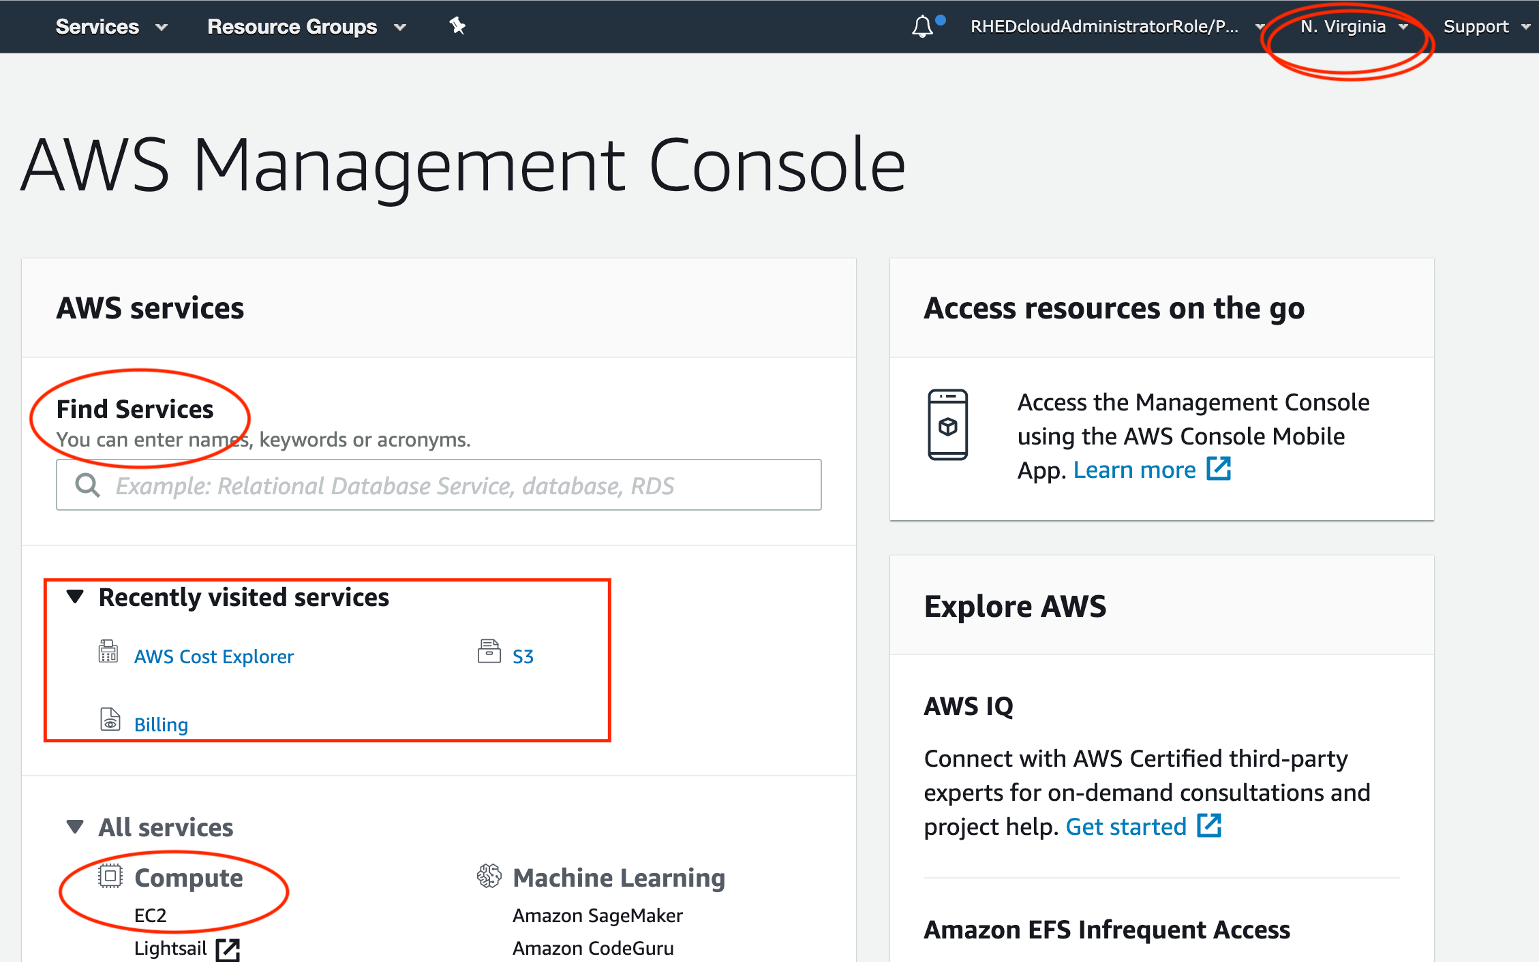 Services Resource Groups RHEDcloudAdministratorRole/P... N. Virginia Support
AWS Management Console
AWS services
Find Services
You can enter names, keywords or acronyms.
Example: Relational Database Service, database, RDS
Recently visited services
AWS Cost Explorer S3
Billing
All services
Compute Machine Learning
EC2 Amazon SageMaker
Lightsail Amazon CodeGuru
Access resources on the go
Access the Management Console
using the AWS Console Mobile
App. Learn more
Explore AWS
AWS IQ
Connect with AWS Certified third-party
experts for on-demand consultations and
project help. Get started
Amazon EFS Infrequent Access